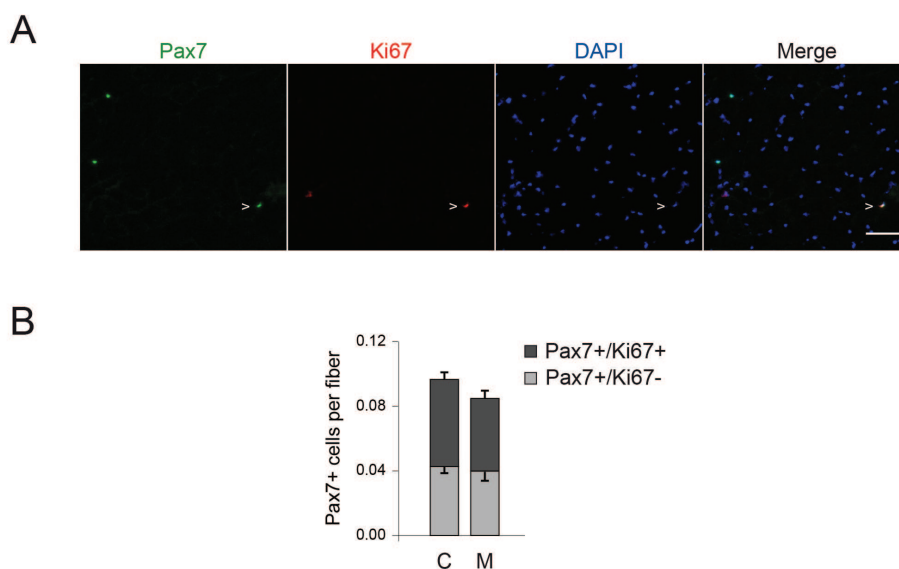 A
Pax7 Ki67 DAPI Merge
> > > >
B
Pax7+ cells per fiber
0.12
0.08
0.04
0.00
C M
Pax7+/Ki67+
Pax7+/Ki67-